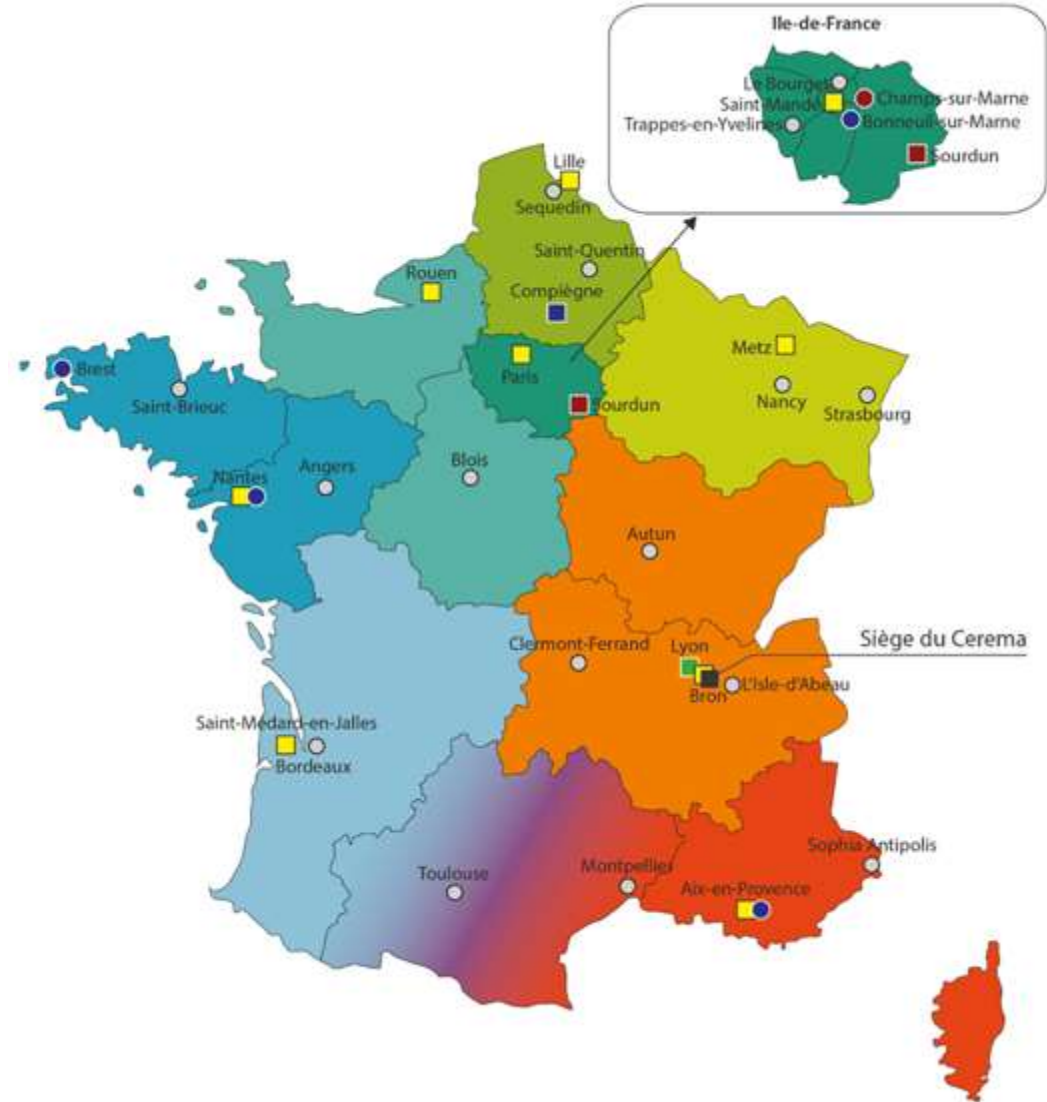 Ile-de-France
Le Bourget
Champs-sur-Marne
Saint-Mandé
Trappes-en-Yvelines
Bonneuil-sur-Marne
Sourdun
Lille
Sequedin
Saint-Quentin
Rouen
Compiègne
Metz
Paris
Brest
Nancy
Saint-Brieuc
Sourdun
Strasbourg
Blois
Angers
Nantes
Autun
Siège du Cerema
Clermont-Ferrand
Lyon
L'Isle-d'Abeau
Bron
Saint-Médard-en-Jalles
Bordeaux
Sophia Antipolis
Toulouse
Montpellier
Aix-en-Provence